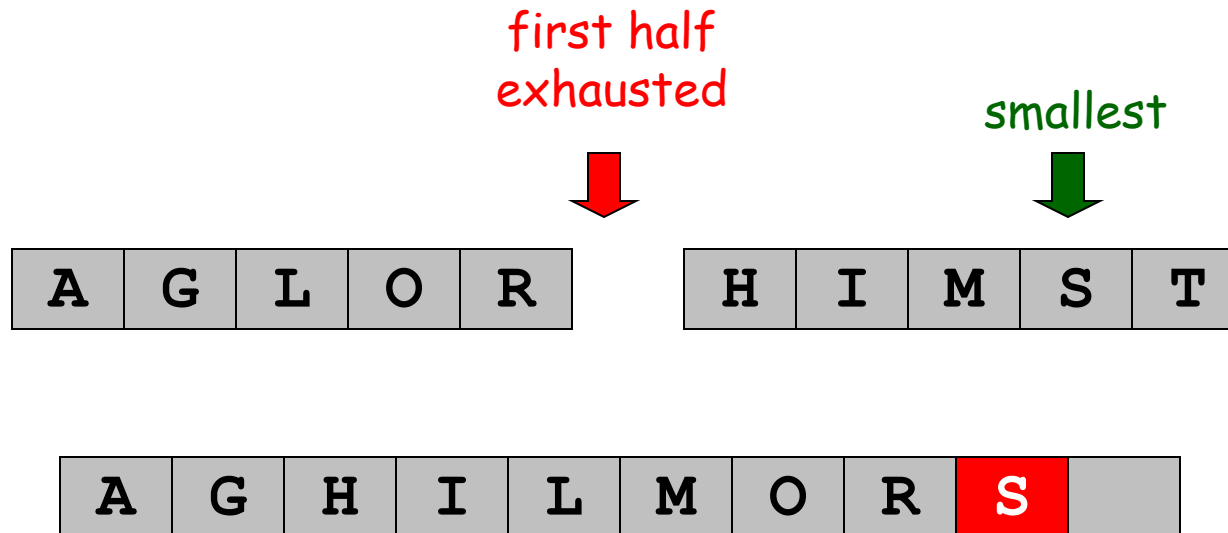 first half
exhausted
smallest
A G L O R H I M S T
A G H I L M O R S